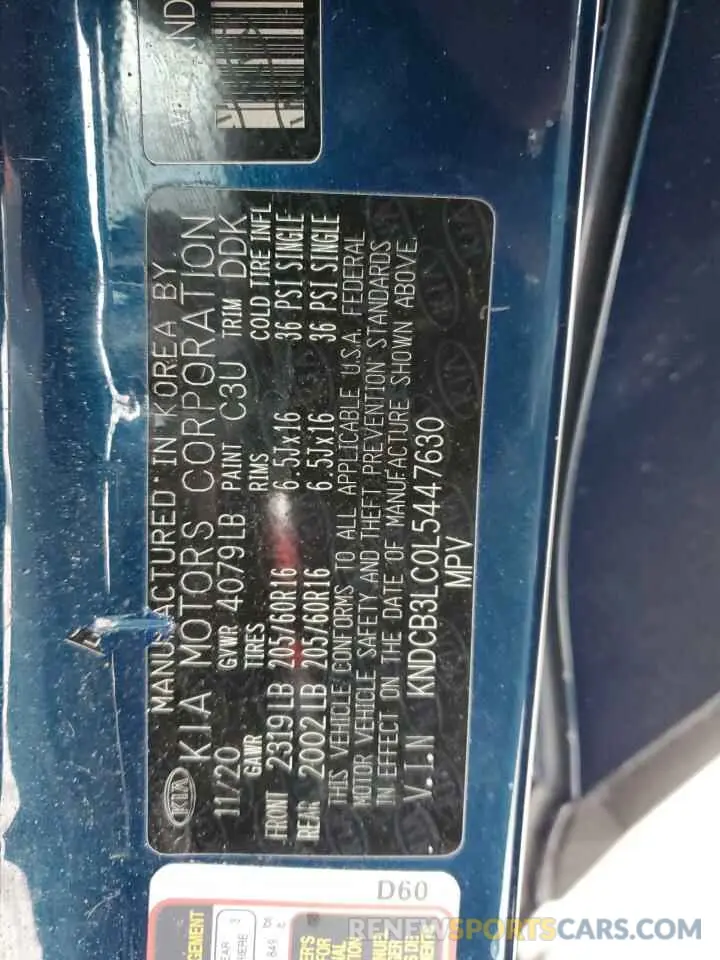 MANUFACTURED IN KOREA BY
KIA MOTORS CORPORATION
KIA
11/20 GVWR 4079LB PAINT C3U TRIM DDK
GAWR TIRES RIMS COLD TIRE INFL
FRONT 2319LB 205/60R16 6.5Jx16 36 PSI SINGLE
REAR 2002LB 205/60R16 6.5Jx16 36 PSI SINGLE
THIS VEHICLE CONFORMS TO ALL APPLICABLE U.S.A. FEDERAL
MOTOR VEHICLE SAFETY AND THEFT PREVENTION STANDARDS
IN EFFECT ON THE DATE OF MANUFACTURE SHOWN ABOVE.
V.I.N KNDCB3LC0L5447630
MPV
D60
RENEWSPORTSCARS.COM